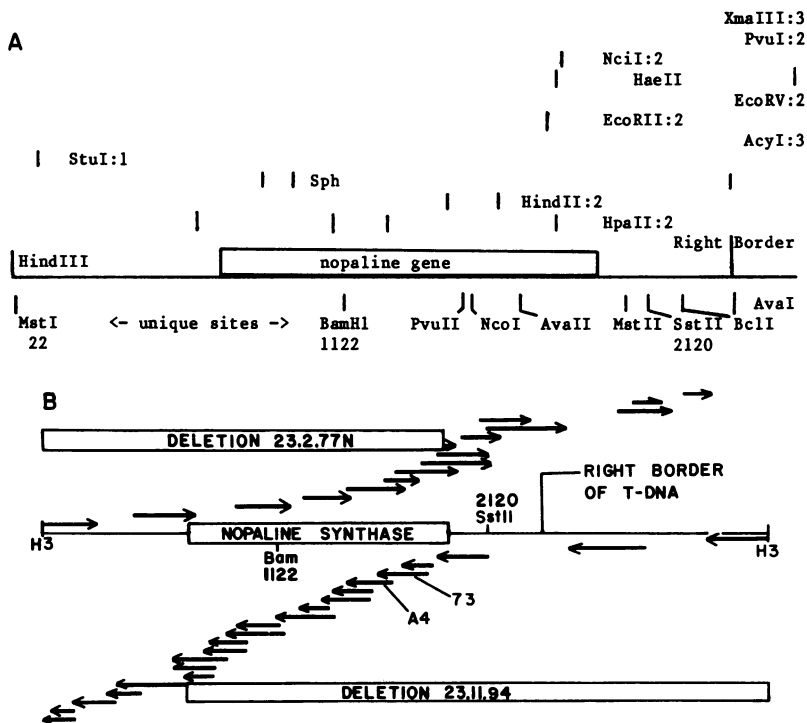 XmaIII:3
A
PvuI:2
NciI:2
HaeII
EcoRV:2
EcoRII:2
AcyI:3
StuI:1
Sph
HindII:2
HpaII:2
HindIII
nopaline gene
Right Border
AvaI
MstI
<- unique sites ->
BamHl
PvuII
NcoI
AvaII
MstII
SstII
BclI
22
1122
2120
B
DELETION 23.2.77N
RIGHT BORDER
OF T-DNA
2120
SstII
H3
NOPALINE SYNTHASE
H3
Bam
1122
73
A4
DELETION 23.11.94